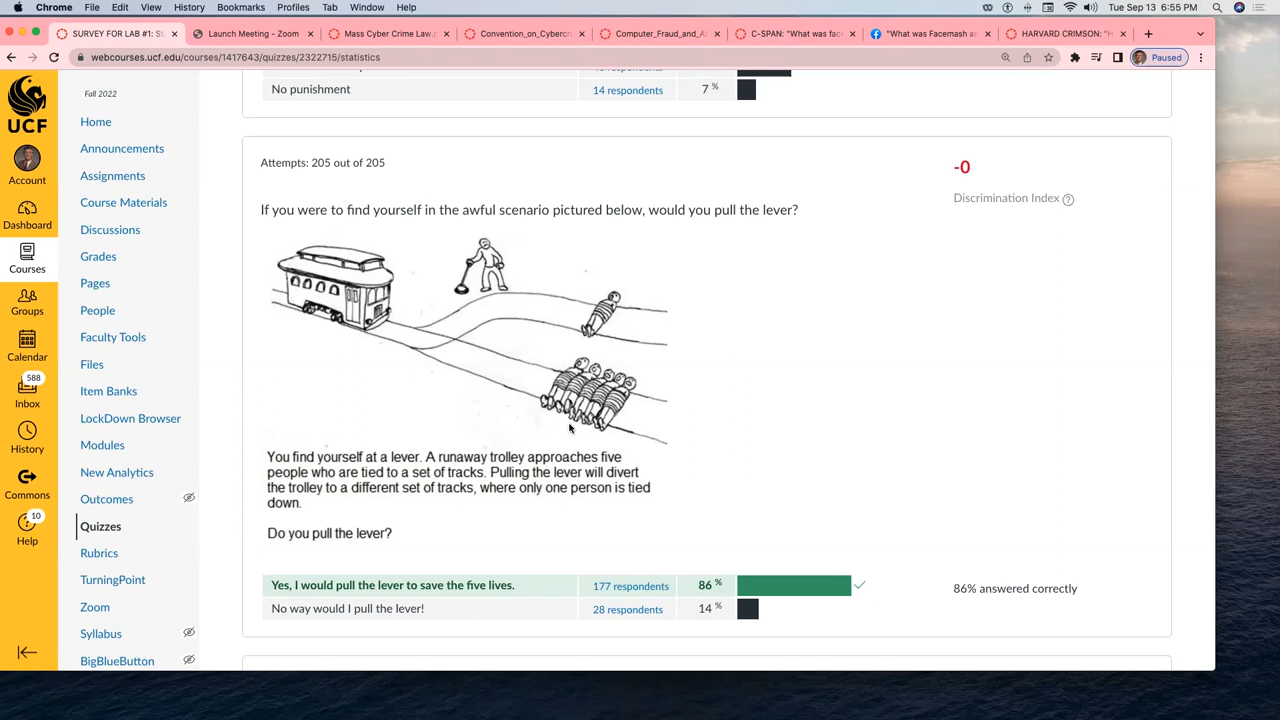 Chrome File Edit View History Bookmarks Profiles Tab Window Help Tue Sep 13 6:55 PM
SURVEY FOR LAB #1: St Launch Meeting - Zoom Mass Cyber Crime Law. Convention_on_Cybercr Computer_Fraud_and_A C-SPAN: "What was face "What was Facemash an HARVARD CRIMSON: "H
webcourses.ucf.edu/courses/1417643/quizzes/2322715/statistics Paused
UCF
Account
Dashboard
Courses
Groups
Calendar
588
Inbox
History
Commons
10
Help
Fall 2022
Home
Announcements
Assignments
Course Materials
Discussions
Grades
Pages
People
Faculty Tools
Files
Item Banks
LockDown Browser
Modules
New Analytics
Outcomes
Quizzes
Rubrics
TurningPoint
Zoom
Syllabus
BigBlueButton
No punishment 14 respondents 7 %
Attempts: 205 out of 205
-0
Discrimination Index ?
If you were to find yourself in the awful scenario pictured below, would you pull the lever?
You find yourself at a lever. A runaway trolley approaches five
people who are tied to a set of tracks. Pulling the lever will divert
the trolley to a different set of tracks, where only one person is tied
down.
Do you pull the lever?
Yes, I would pull the lever to save the five lives. 177 respondents 86 %
86% answered correctly
No way would I pull the lever! 28 respondents 14 %